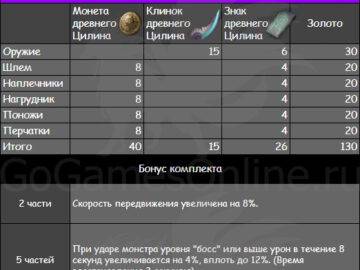 Монета древнего Цилина Клинок древнего Цилина Знак древнего Цилина Золото
Оружие 15 6 30
Шлем 8 4 20
Наплечники 8 4 20
Нагрудник 8 4 20
Поножи 8 4 20
Перчатки 8 4 20
Итого 40 15 26 130
Бонус комплекта
GoGamesOnline.ru
2 части Скорость передвижения увеличена на 8%.
При ударе монстра уровня "босс" или выше урон в течение 8
5 частей секунд увеличивается на 4%, вплоть до 12%. (Время